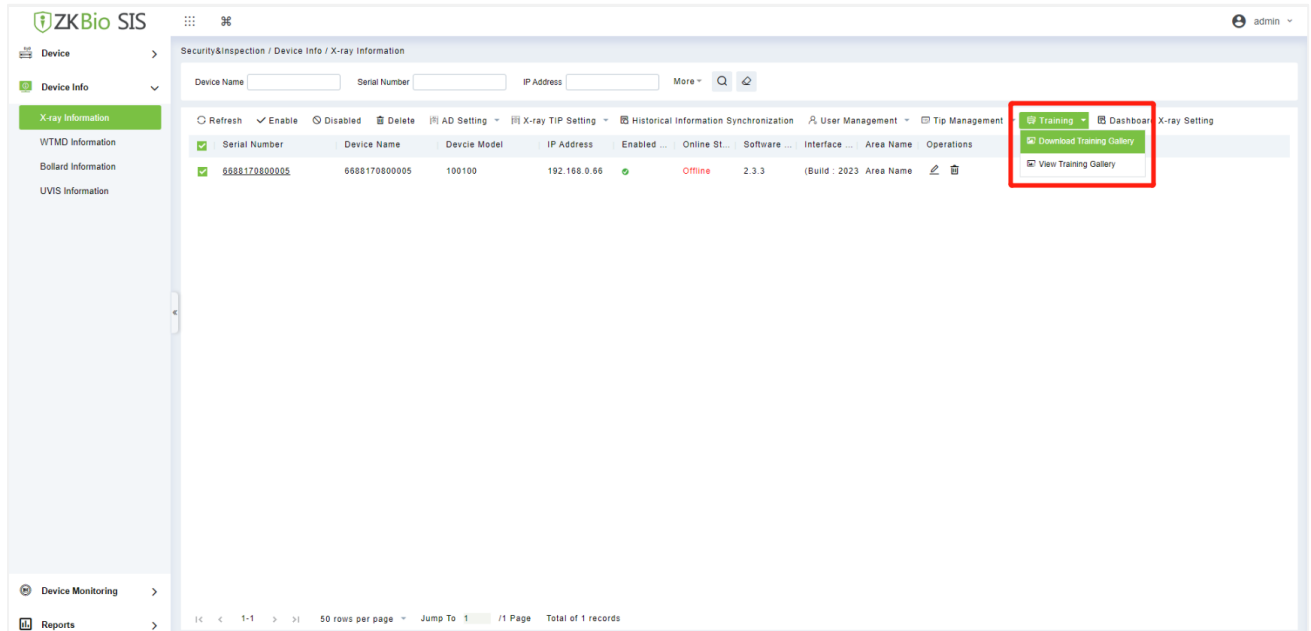 ZKBio SIS
admin
Device
Device Info
X-ray Information
WTMD Information
Bollard Information
UVIS Information
Device Monitoring
Reports
Security&Inspection / Device Info / X-ray Information
Device Name Serial Number IP Address More
Refresh Enable Disabled Delete AD Setting X-ray TIP Setting Historical Information Synchronization User Management Tip Management Training Dashboard X-ray Setting
Download Training Gallery
View Training Gallery
Serial Number Device Name Devcie Model IP Address Enabled ... Online St... Software ... Interface ... Area Name Operations
6688170800005 6688170800005 100100 192.168.0.66 Offline 2.3.3 (Build : 2023 Area Name
1-1 50 rows per page Jump To 1 /1 Page Total of 1 records